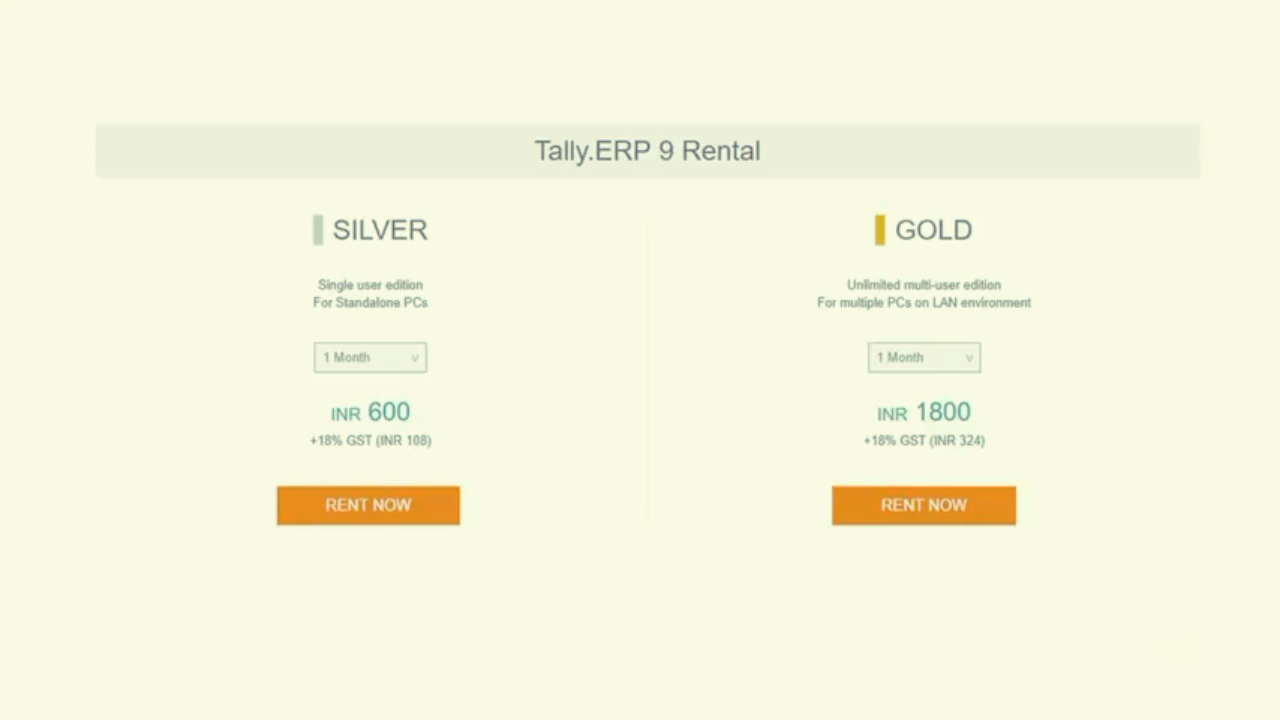 Tally.ERP 9 Rental
SILVER
Single user edition
For Standalone PCs
1 Month
INR 600
+18% GST (INR 108)
RENT NOW
GOLD
Unlimited multi-user edition
For multiple PCs on LAN environment
1 Month
INR 1800
+18% GST (INR 324)
RENT NOW